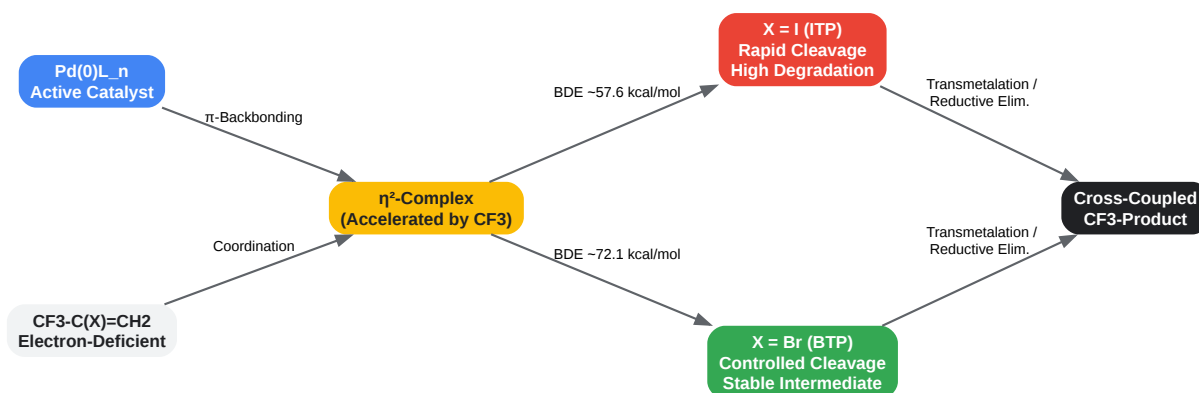 Pd(0)L_n
Active Catalyst
π-Backbonding
CF3-C(X)=CH2
Electron-Deficient
Coordination
η²-Complex
(Accelerated by CF3)
BDE ~57.6 kcal/mol
BDE ~72.1 kcal/mol
X = I (ITP)
Rapid Cleavage
High Degradation
X = Br (BTP)
Controlled Cleavage
Stable Intermediate
Transmetalation /
Reductive Elim.
Transmetalation /
Reductive Elim.
Cross-Coupled
CF3-Product